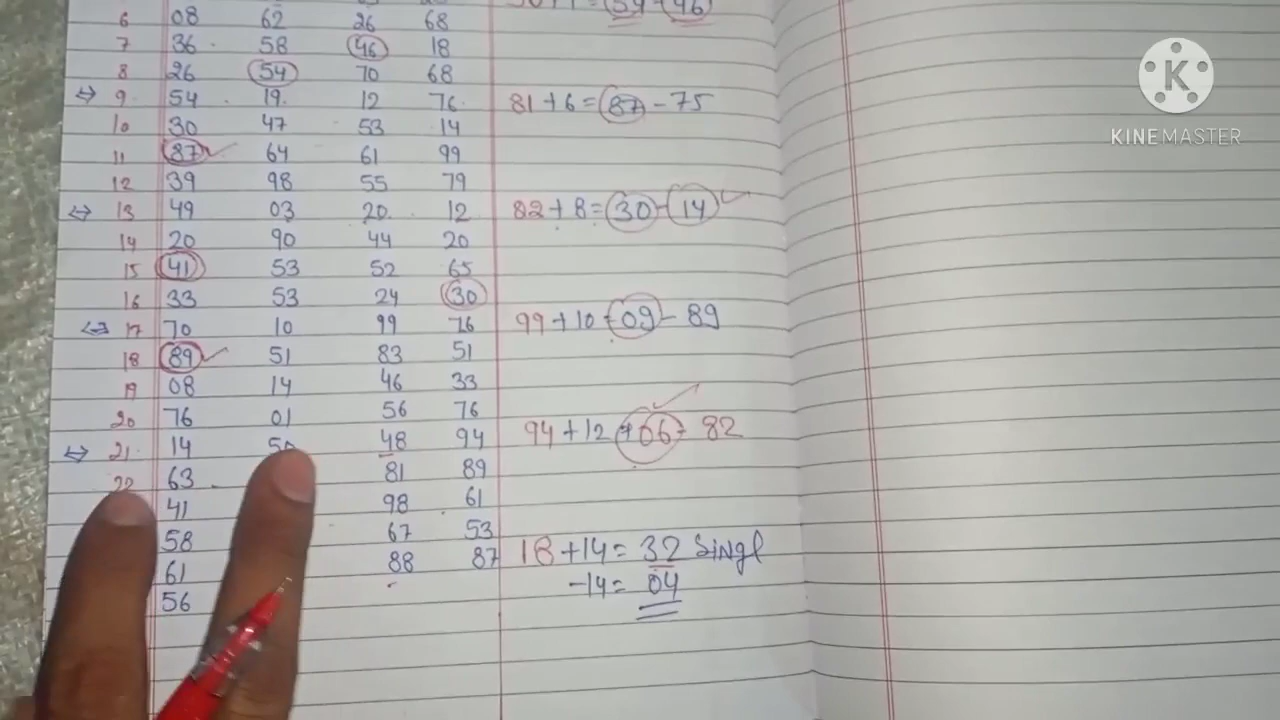 6 08 62 26 68
7 36 58 46 18
8 26 54 70 68
⇔ 9 54 19 12 76 81+6=87-75
10 30 47 53 14
11 87 64 61 99
12 39 98 55 79
⇔ 13 49 03 20 12 82+8=30-14
14 20 90 44 20
15 41 53 52 65
16 33 53 24 30
⇔ 17 70 10 99 76 99+10-09-89
18 89 51 83 51
19 08 14 46 33
20 76 01 56 76
⇔ 21 14 50 48 94 94+12+06-82
22 63 81 89
41 98 61
58 67 53
61 88 87 18+14=32 Singl
-14=04
56
K
KINEMASTER